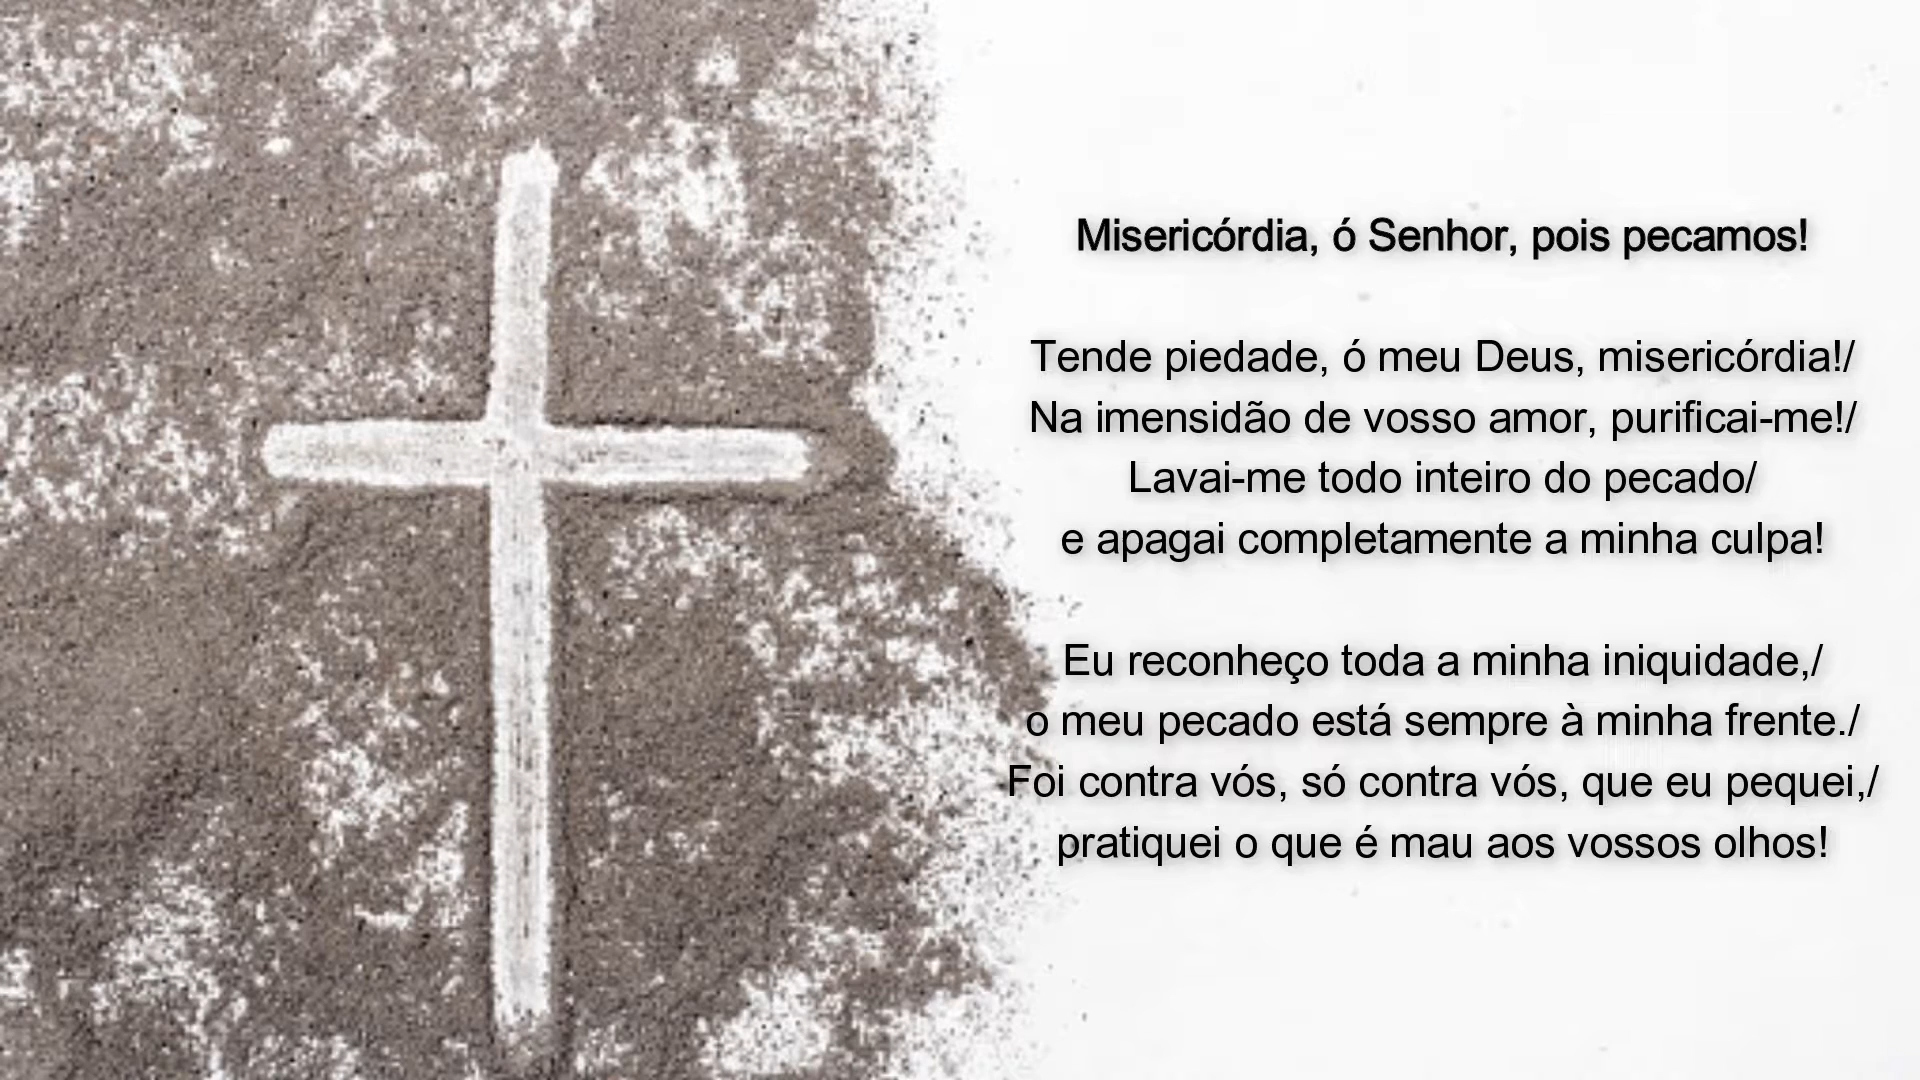 Misericórdia, ó Senhor, pois pecamos!
Tende piedade, ó meu Deus, misericórdia!/
Na imensidão de vosso amor, purificai-me!/
Lavai-me todo inteiro do pecado/
e apagai completamente a minha culpa!
Eu reconheço toda a minha iniquidade,/
o meu pecado está sempre à minha frente./
Foi contra vós, só contra vós, que eu pequei,/
pratiquei o que é mau aos vossos olhos!